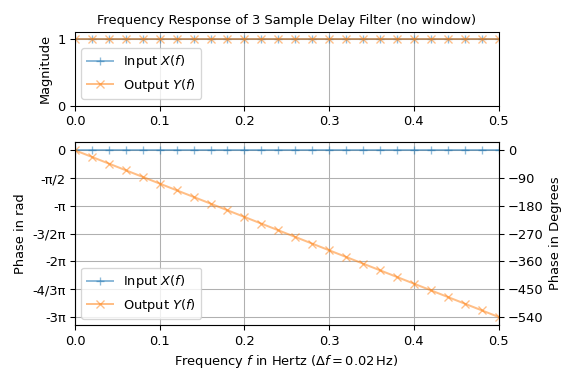 Frequency Response of 3 Sample Delay Filter (no window)
Magnitude
1
0
Input X(f)
Output Y(f)
0.0 0.1 0.2 0.3 0.4 0.5
Phase in rad
0
-π/2
-π
-3/2π
-2π
-4/3π
-3π
Input X(f)
Output Y(f)
0
−90
−180
−270
−360
−450
−540
Phase in Degrees
0.0 0.1 0.2 0.3 0.4 0.5
Frequency f in Hertz (Δf = 0.02 Hz)